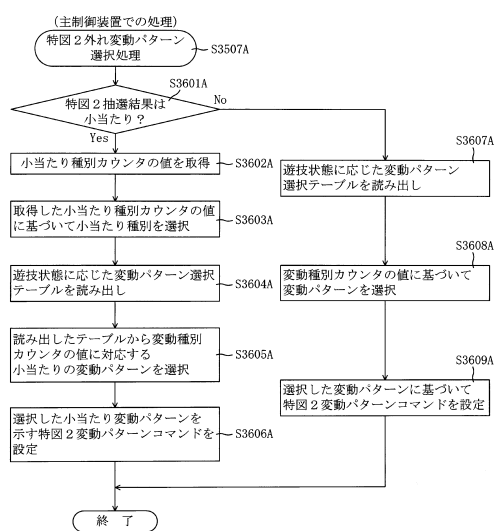 (主制御装置での処理)
特図2外れ変動パターン
選択処理
S3507A
S3601A
特図2抽選結果は
小当たり?
No
Yes
小当たり種別カウンタの値を取得
S3602A
取得した小当たり種別カウンタの値
に基づいて小当たり種別を選択
S3603A
遊技状態に応じた変動パターン選択
テーブルを読み出し
S3604A
読み出したテーブルから変動種別
カウンタの値に対応する
小当たりの変動パターンを選択
S3605A
選択した小当たり変動パターンを
示す特図2変動パターンコマンドを
設定
S3606A
S3607A
遊技状態に応じた変動パターン
選択テーブルを読み出し
S3608A
変動種別カウンタの値に基づいて
変動パターンを選択
S3609A
選択した変動パターンに基づいて
特図2変動パターンコマンドを設定
終 了